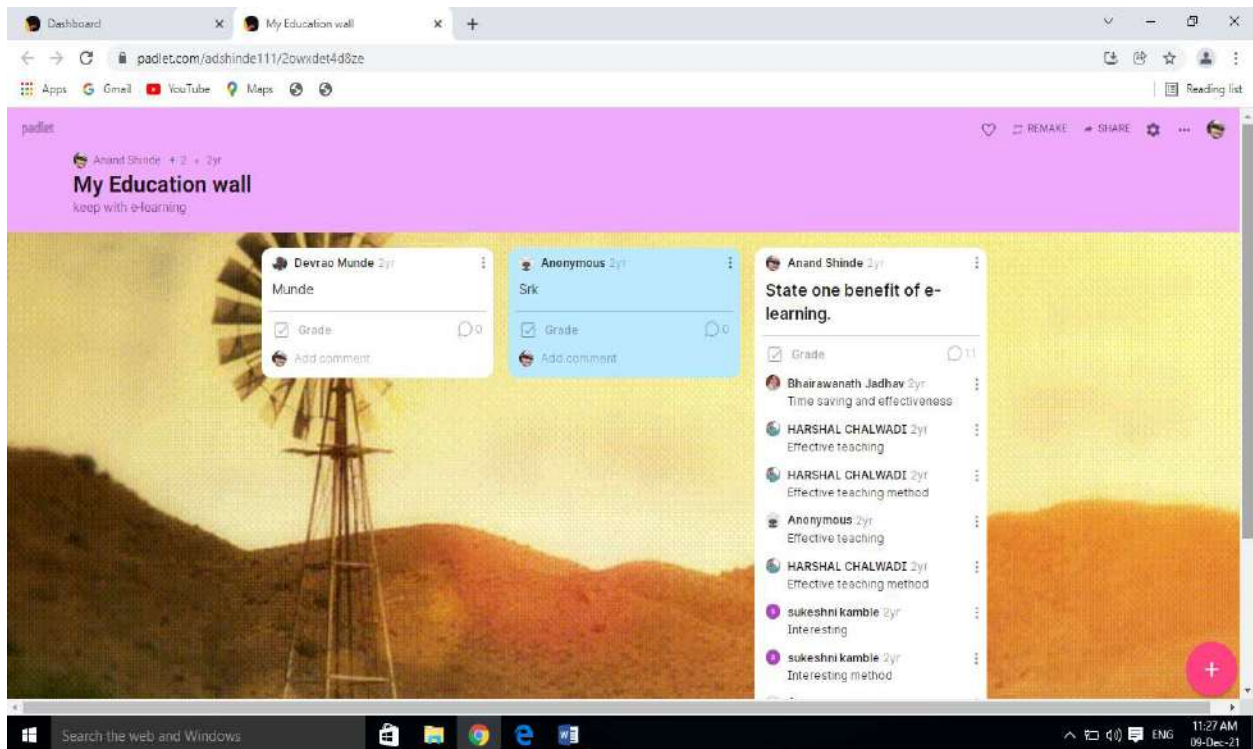 Dashboard
My Education wall
padlet.com/adshinde111/2owxdet4d8ze
Apps
Gmail
YouTube
Maps
Reading list
padlet
REMAKE
SHARE
Anand Shinde + 2 • 2yr
My Education wall
keep with e-learning
Devrao Munde 2yr
Munde
Grade
0
Add comment
Anonymous 2yr
Srk
Grade
0
Add comment
Anand Shinde 2yr
State one benefit of e-
learning.
Grade
11
Bhairawanath Jadhav 2yr
Time saving and effectiveness
HARSHAL CHALWADI 2yr
Effective teaching
HARSHAL CHALWADI 2yr
Effective teaching method
Anonymous 2yr
Effective teaching
HARSHAL CHALWADI 2yr
Effective teaching method
sukeshni kamble 2yr
Interesting
sukeshni kamble 2yr
Interesting method
Search the web and Windows
ENG
11:27 AM
09-Dec-21